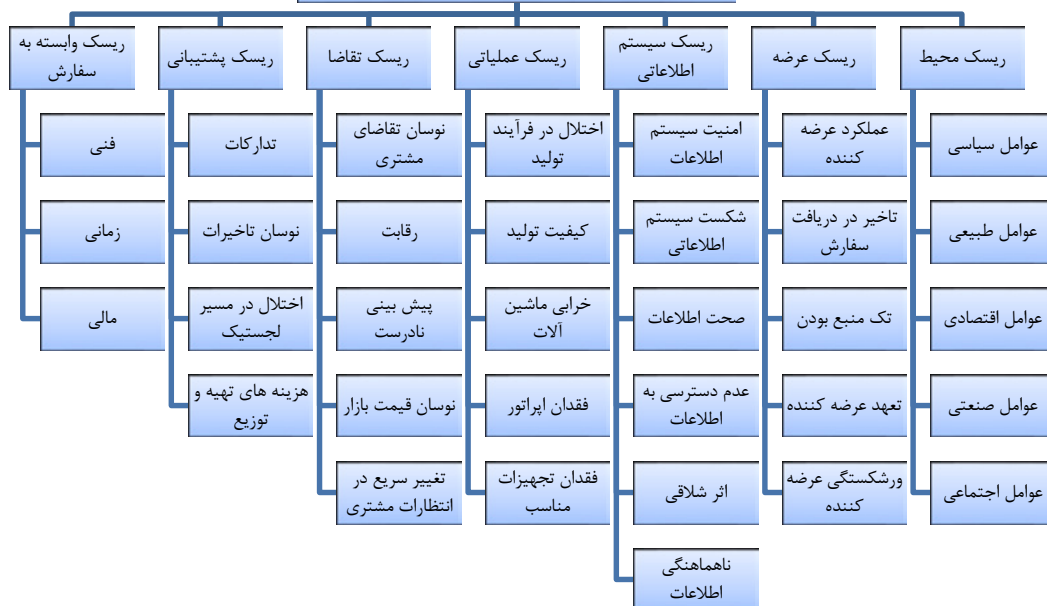 ریسک محیط
ریسک عرضه
ریسک سیستم
اطلاعاتی
ریسک عملیاتی
ریسک تقاضا
ریسک پشتیبانی
ریسک وابسته به
سفارش
عوامل سیاسی
عوامل طبیعی
عوامل اقتصادی
عوامل صنعتی
عوامل اجتماعی
عملکرد عرضه
کننده
تاخیر در دریافت
سفارش
تک منبع بودن
تعهد عرضه کننده
ورشکستگی عرضه
کننده
امنیت سیستم
اطلاعات
شکست سیستم
اطلاعاتی
صحت اطلاعات
عدم دسترسی به
اطلاعات
اثر شلاقی
ناهماهنگی
اطلاعات
اختلال در فرآیند
تولید
کیفیت تولید
خرابی ماشین
آلات
فقدان اپراتور
فقدان تجهیزات
مناسب
نوسان تقاضای
مشتری
رقابت
پیش بینی
نادرست
نوسان قیمت بازار
تغییر سریع در
انتظارات مشتری
تدارکات
نوسان تاخیرات
اختلال در مسیر
لجستیک
هزینه های تهیه و
توزیع
فنی
زمانی
مالی